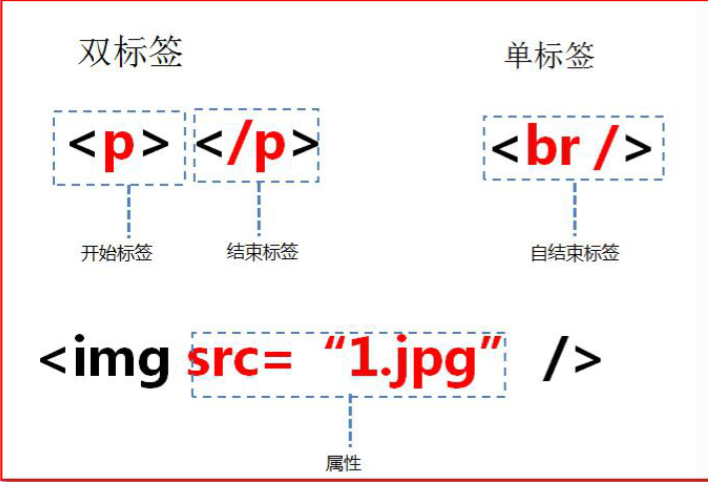 双标签 单标签
<p> </p> <br />
开始标签 结束标签 自结束标签
<img src= “1.jpg” />
属性